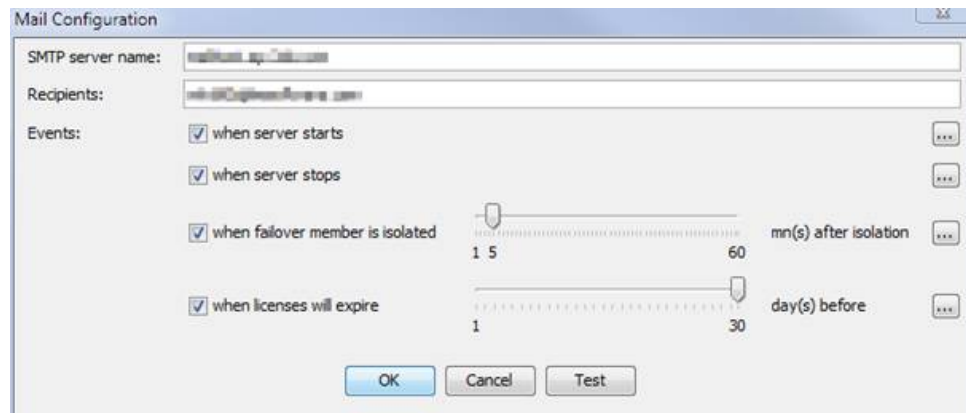 Mail Configuration
SMTP server name:
Recipients:
Events:
when server starts
...
when server stops
...
when failover member is isolated
1 5 60
mn(s) after isolation
...
when licenses will expire
1 30
day(s) before
...
OK Cancel Test